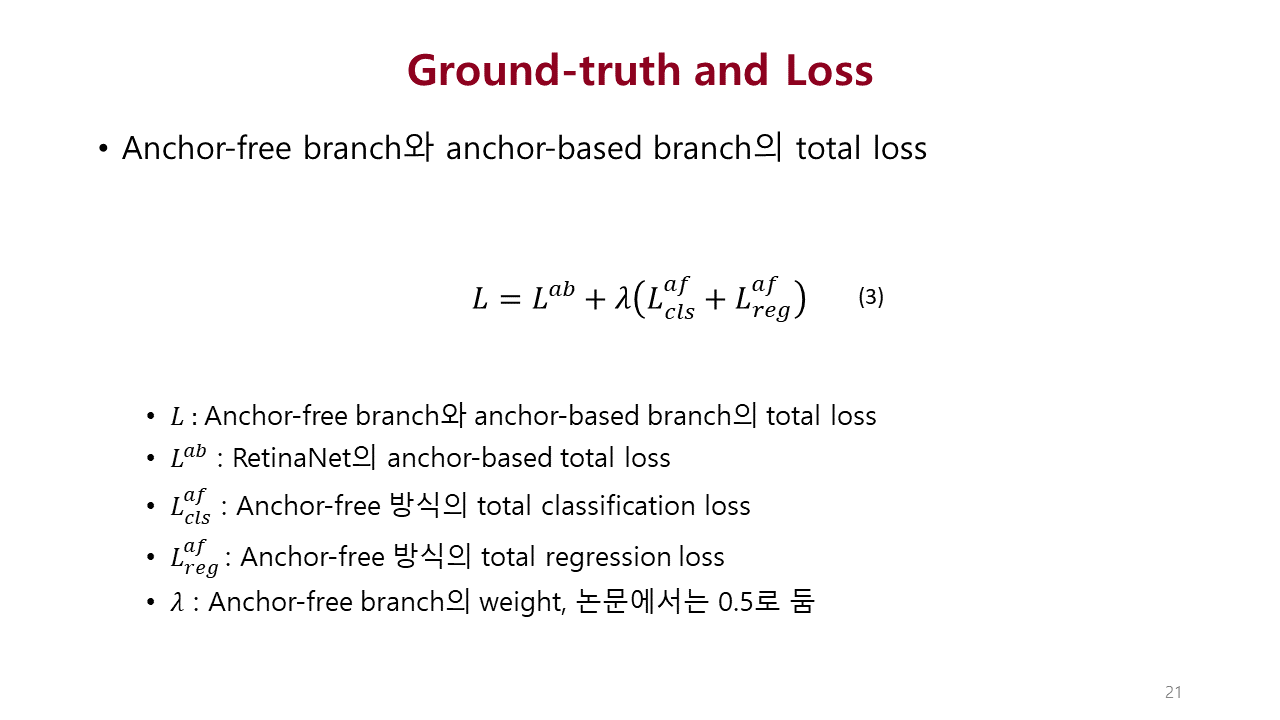 Ground-truth and Loss
• Anchor-free branch와 anchor-based branch의 total loss
$L = L^{ab} + \lambda(L_{cls}^{af} + L_{reg}^{af})$ (3)
• $L$ : Anchor-free branch와 anchor-based branch의 total loss
• $L^{ab}$ : RetinaNet의 anchor-based total loss
• $L_{cls}^{af}$ : Anchor-free 방식의 total classification loss
• $L_{reg}^{af}$ : Anchor-free 방식의 total regression loss
• $\lambda$ : Anchor-free branch의 weight, 논문에서는 0.5로 둠
21